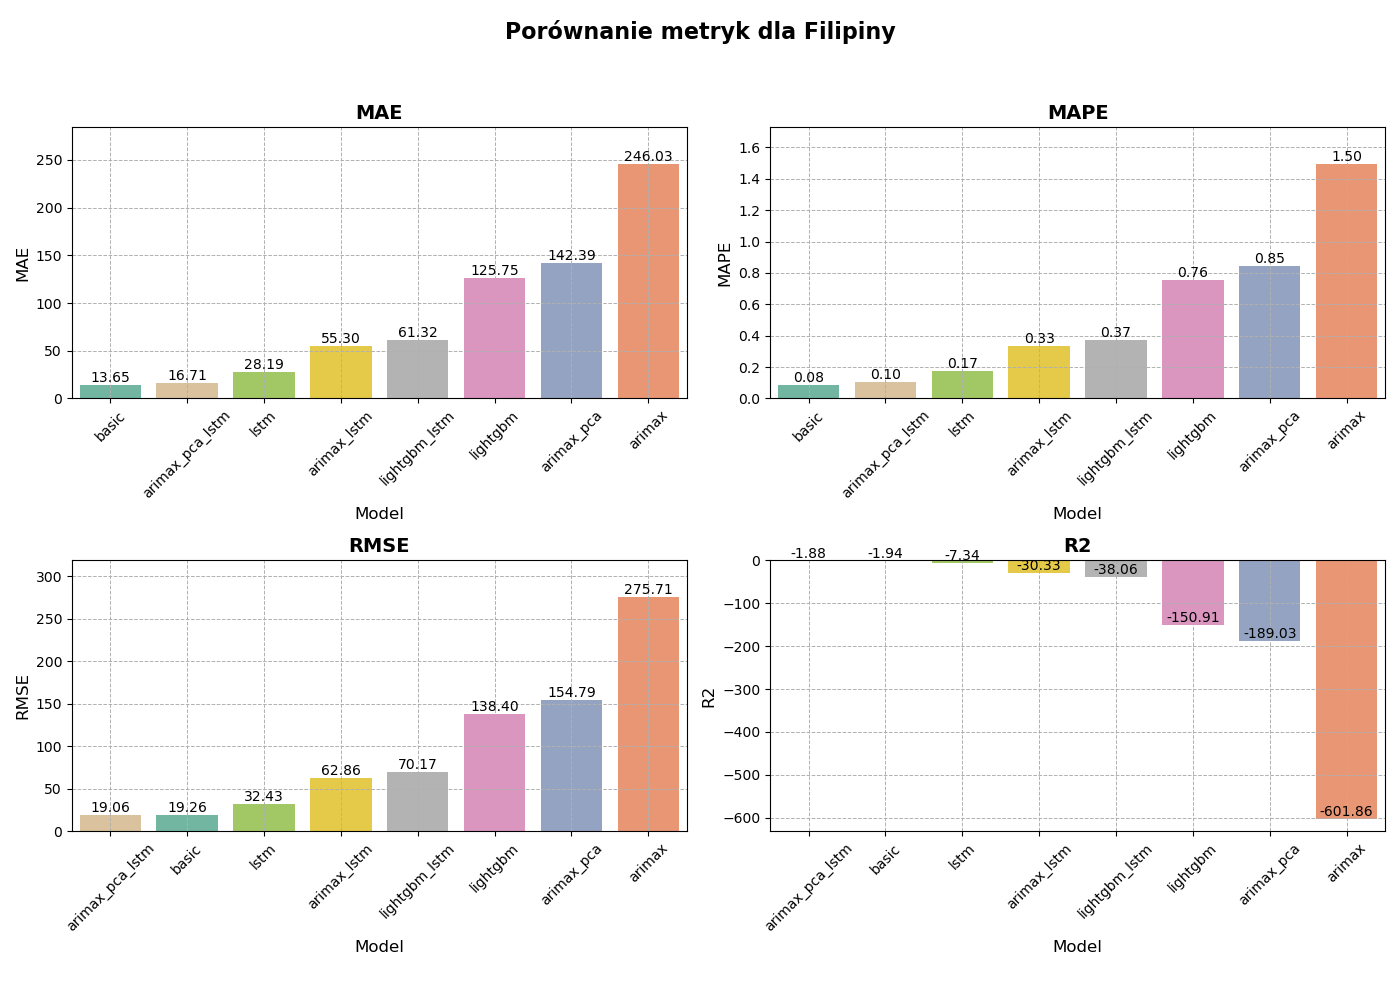 Porównanie metryk dla Filipiny
MAE
MAE
250
200
150
100
50
0
13.65
16.71
28.19
55.30
61.32
125.75
142.39
246.03
basic
arimax_pca_lstm
lstm
arimax_lstm
lightgbm_lstm
lightgbm
arimax_pca
arimax
Model
MAPE
MAPE
1.6
1.4
1.2
1.0
0.8
0.6
0.4
0.2
0.0
0.08
0.10
0.17
0.33
0.37
0.76
0.85
1.50
basic
arimax_pca_lstm
lstm
arimax_lstm
lightgbm_lstm
lightgbm
arimax_pca
arimax
Model
RMSE
RMSE
300
250
200
150
100
50
0
19.06
19.26
32.43
62.86
70.17
138.40
154.79
275.71
arimax_pca_lstm
basic
lstm
arimax_lstm
lightgbm_lstm
lightgbm
arimax_pca
arimax
Model
R2
R2
0
−100
−200
−300
−400
−500
−600
-1.88
-1.94
-7.34
-30.33
-38.06
-150.91
-189.03
-601.86
arimax_pca_lstm
basic
lstm
arimax_lstm
lightgbm_lstm
lightgbm
arimax_pca
arimax
Model